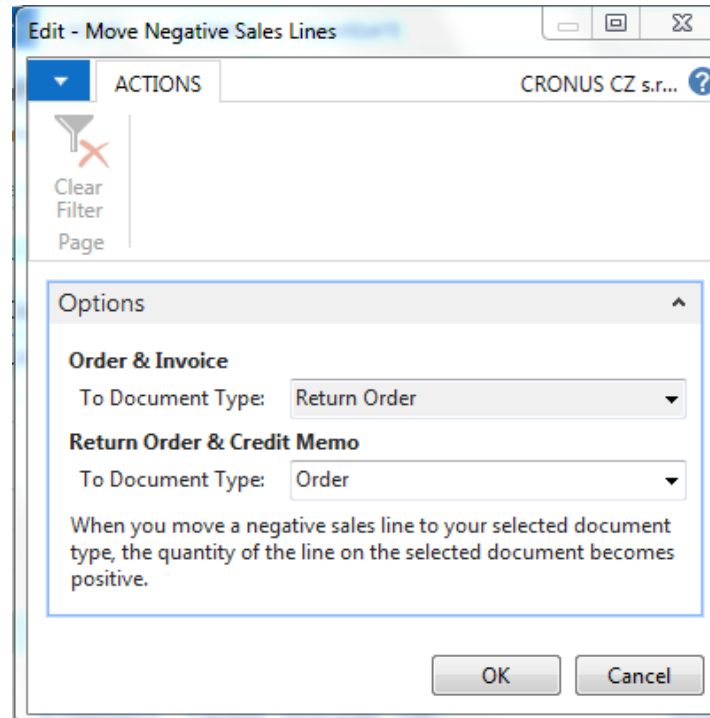 Edit - Move Negative Sales Lines
ACTIONS
CRONUS CZ s.r...
?
Clear
Filter
Page
Options
Order & Invoice
To Document Type: Return Order
Return Order & Credit Memo
To Document Type: Order
When you move a negative sales line to your selected document
type, the quantity of the line on the selected document becomes
positive.
OK Cancel